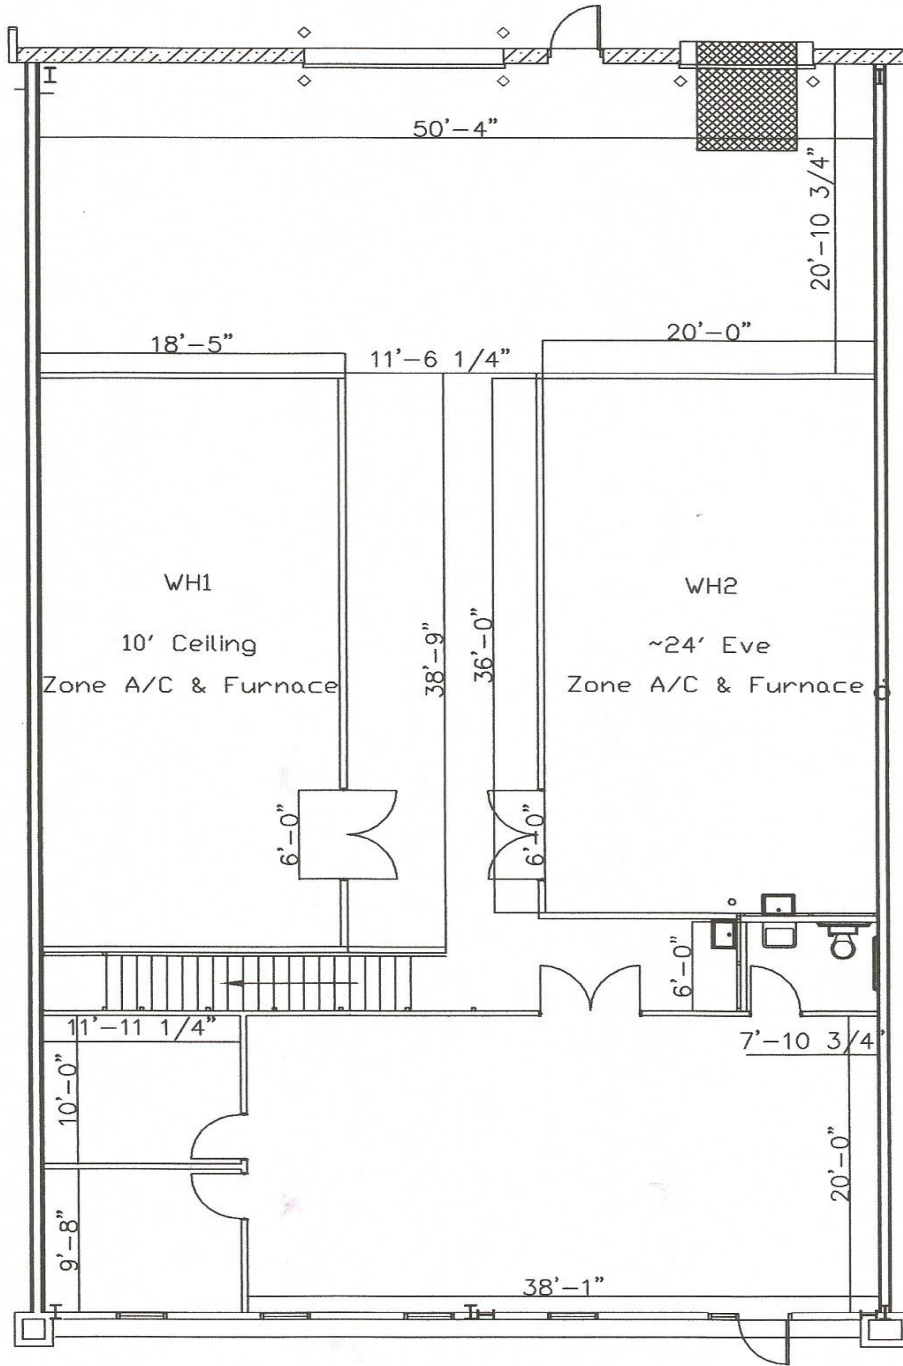 50'-4"
20'-10 3/4"
18'-5"
11'-6 1/4"
20'-0"
WH1
10' Ceiling
Zone A/C & Furnace
38'-9"
36'-0"
WH2
~24' Eve
Zone A/C & Furnace
6'-0"
6'-0"
6'-0"
11'-11 1/4"
7'-10 3/4"
10'-0"
9'-8"
20'-0"
38'-1"